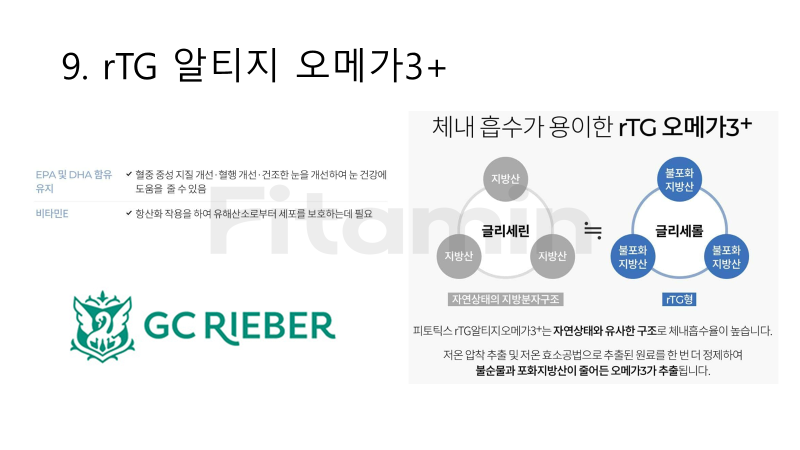 9. rTG 알티지 오메가3+
EPA 및 DHA 함유
유지
✓ 혈중 중성 지질 개선·혈행 개선·건조한 눈을 개선하여 눈 건강에
도움을 줄 수 있음
비타민E
✓ 항산화 작용을 하여 유해산소로부터 세포를 보호하는데 필요
Fitamin
GC RIEBER
체내 흡수가 용이한 rTG 오메가3+
지방산
글리세린
지방산
지방산
자연상태의 지방분자구조
≒
불포화
지방산
글리세롤
불포화
지방산
불포화
지방산
rTG형
피토틱스 rTG알티지오메가3+는 자연상태와 유사한 구조로 체내흡수율이 높습니다.
저온 압착 추출 및 저온 효소공법으로 추출된 원료를 한 번 더 정제하여
불순물과 포화지방산이 줄어든 오메가3가 추출됩니다.